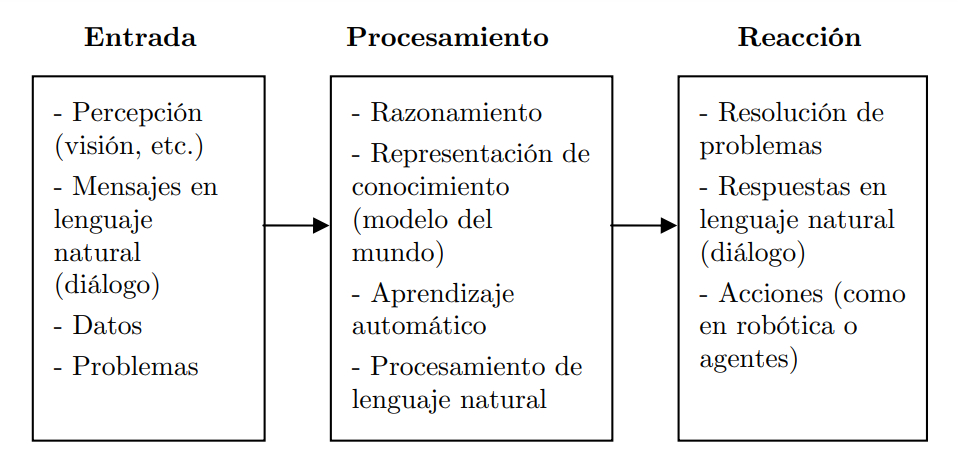 Entrada
- Percepción
(visión, etc.)
- Mensajes en
lenguaje
natural
(diálogo)
- Datos
- Problemas
Procesamiento
- Razonamiento
- Representación de
conocimiento
(modelo del
mundo)
- Aprendizaje
automático
- Procesamiento de
lenguaje natural
Reacción
- Resolución de
problemas
- Respuestas en
lenguaje natural
(diálogo)
- Acciones (como
en robótica o
agentes)